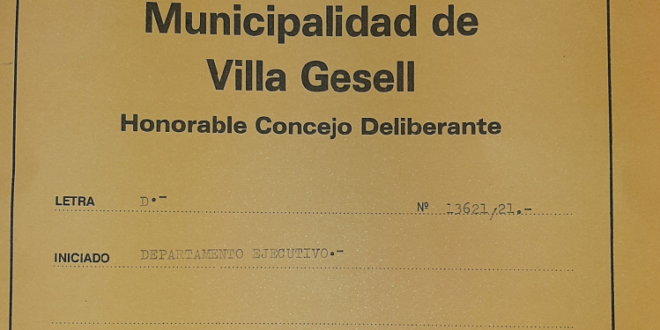 Municipalidad de
Villa Gesell
Honorable Concejo Deliberante
LETRA D.-
Nº 13621/21.-
INICIADO DEPARTAMENTO EJECUTIVO.-